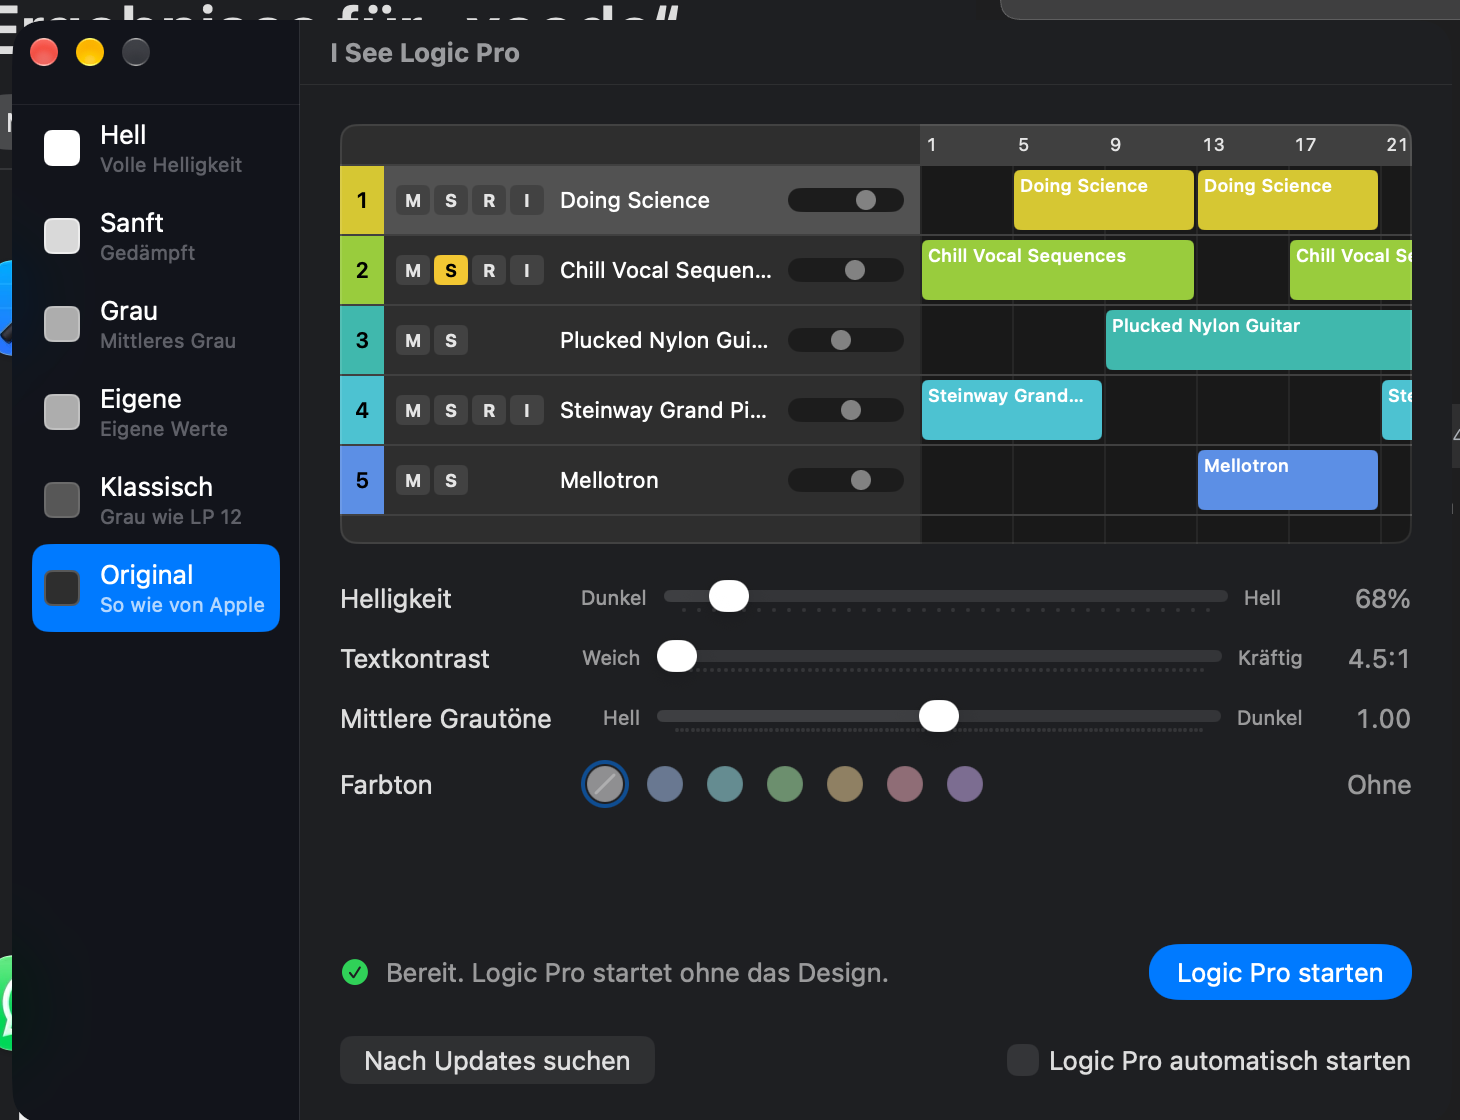 I See Logic Pro
Hell
Volle Helligkeit
Sanft
Gedämpft
Grau
Mittleres Grau
Eigene
Eigene Werte
Klassisch
Grau wie LP 12
Original
So wie von Apple
1 5 9 13 17 21
1 M S R I Doing Science
Doing Science Doing Science
2 M S R I Chill Vocal Sequen...
Chill Vocal Sequences Chill Vocal Se
3 M S Plucked Nylon Gui...
Plucked Nylon Guitar
4 M S R I Steinway Grand Pi...
Steinway Grand... Ste
5 M S Mellotron
Mellotron
Helligkeit Dunkel Hell 68%
Textkontrast Weich Kräftig 4.5:1
Mittlere Grautöne Hell Dunkel 1.00
Farbton Ohne
Bereit. Logic Pro startet ohne das Design.
Logic Pro starten
Nach Updates suchen
Logic Pro automatisch starten